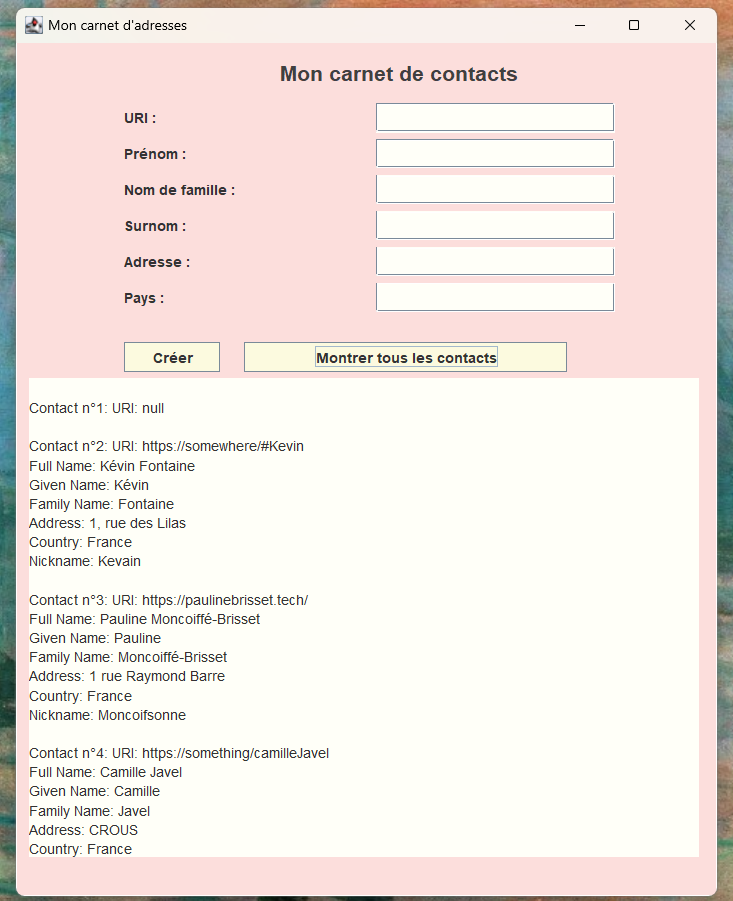 Mon carnet d'adresses
Mon carnet de contacts
URI :
Prénom :
Nom de famille :
Surnom :
Adresse :
Pays :
Créer Montrer tous les contacts
Contact n°1: URI: null
Contact n°2: URI: https://somewhere/#Kevin
Full Name: Kévin Fontaine
Given Name: Kévin
Family Name: Fontaine
Address: 1, rue des Lilas
Country: France
Nickname: Kevain
Contact n°3: URI: https://paulinebrisset.tech/
Full Name: Pauline Moncoiffé-Brisset
Given Name: Pauline
Family Name: Moncoiffé-Brisset
Address: 1 rue Raymond Barre
Country: France
Nickname: Moncoifsonne
Contact n°4: URI: https://something/camilleJavel
Full Name: Camille Javel
Given Name: Camille
Family Name: Javel
Address: CROUS
Country: France